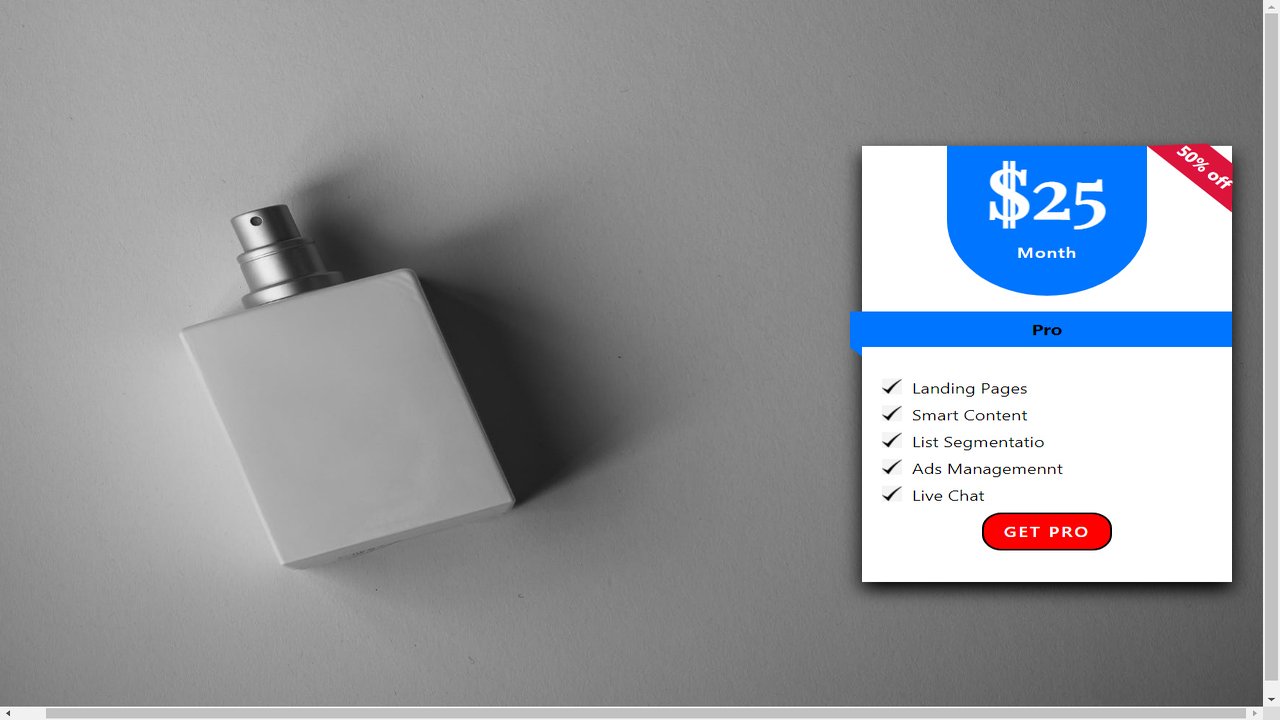 50% off
$25
Month
Pro
Landing Pages
Smart Content
List Segmentatio
Ads Managemennt
Live Chat
GET PRO